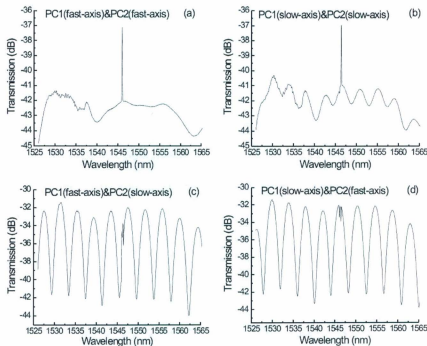 PC1(fast-axis)&PC2(fast-axis) (a)
-36
-37
-38
-39
-40
-41
-42
-43
-44
-45
Transmission (dB)
1525 1530 1535 1540 1545 1550 1555 1560 1565
Wavelength (nm)
PC1(slow-axis)&PC2(slow-axis) (b)
-36
-37
-38
-39
-40
-41
-42
-43
-44
-45
Transmission (dB)
1525 1530 1535 1540 1545 1550 1555 1560 1565
Wavelength (nm)
PC1(fast-axis)&PC2(slow-axis) (c)
-30
-32
-34
-36
-38
-40
-42
-44
Transmission (dB)
1525 1530 1535 1540 1545 1550 1555 1560 1565
Wavelength (nm)
PC1(slow-axis)&PC2(fast-axis) (d)
-30
-32
-34
-36
-38
-40
-42
-44
Transmission (dB)
1525 1530 1535 1540 1545 1550 1555 1560 1565
Wavelength (nm)